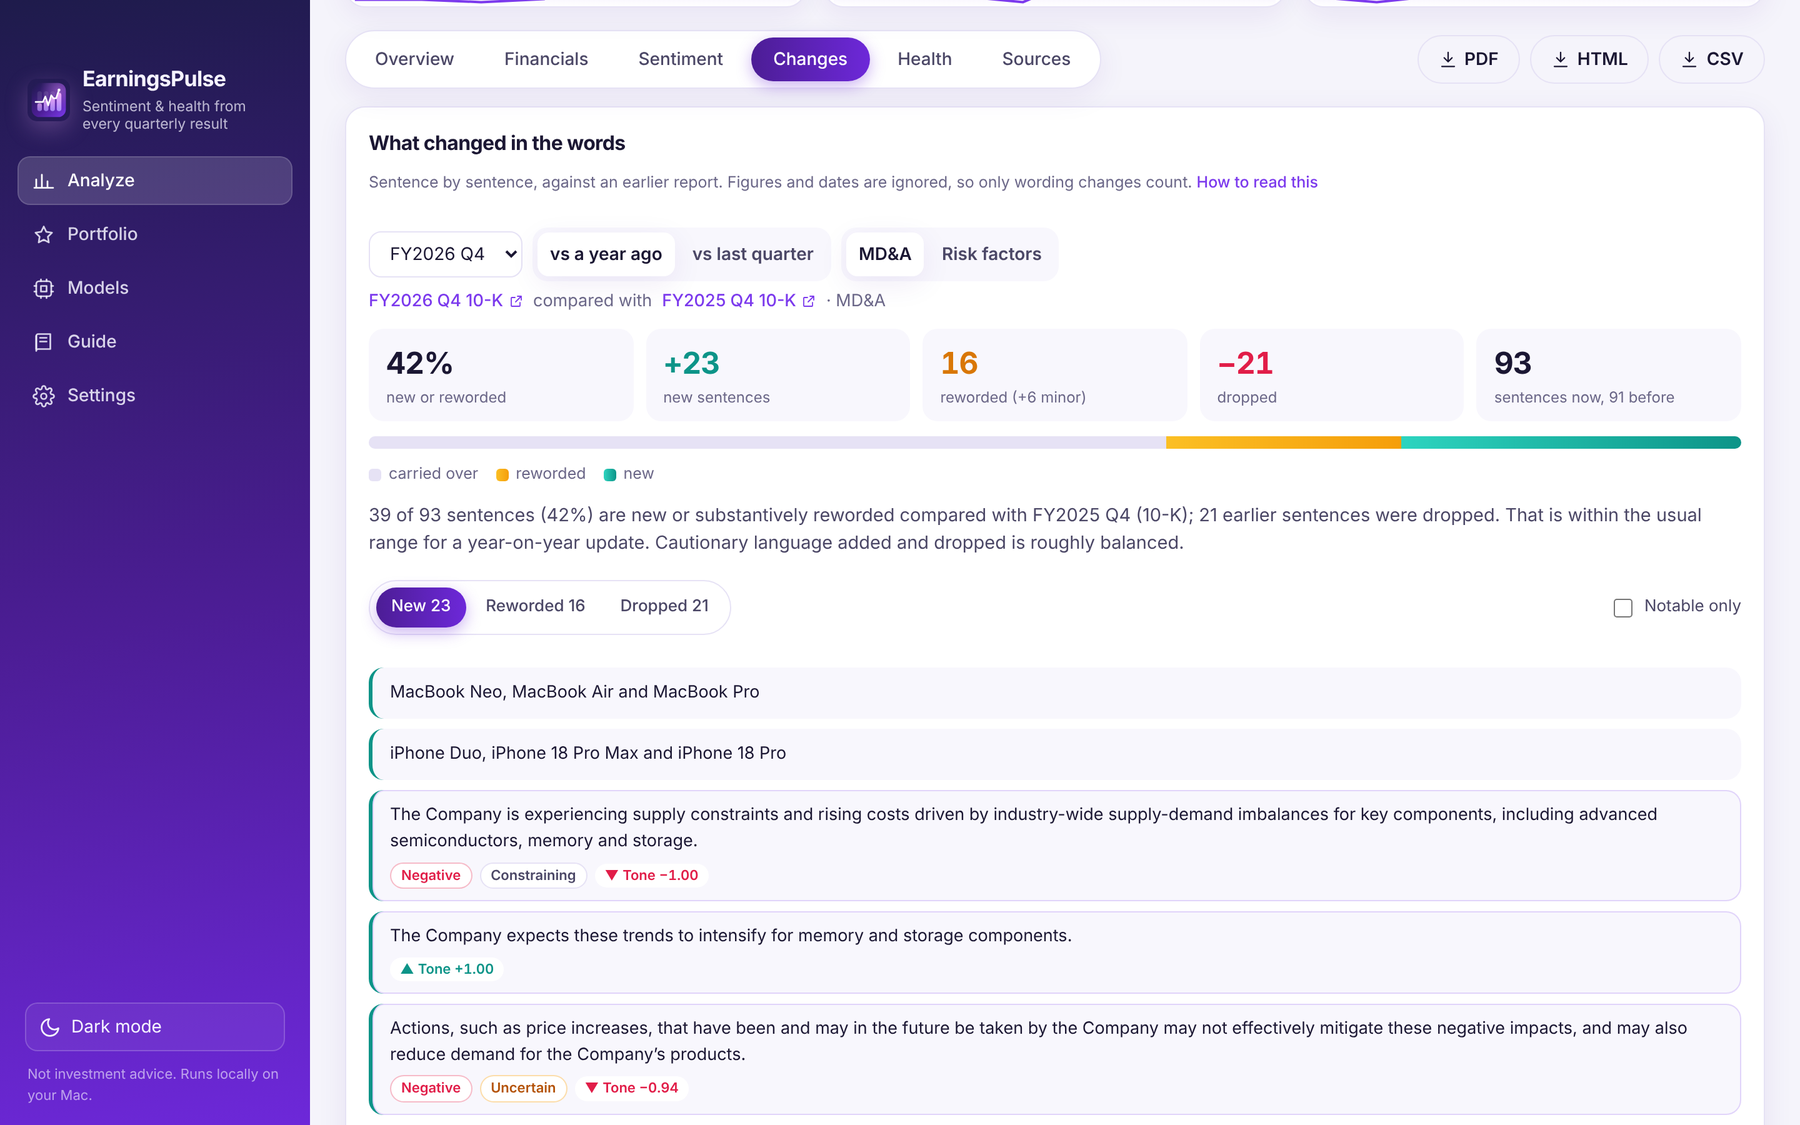 EarningsPulse
Sentiment & health from
every quarterly result
Analyze
Portfolio
Models
Guide
Settings
Dark mode
Not investment advice. Runs locally on
your Mac.
Overview
Financials
Sentiment
Changes
Health
Sources
PDF
HTML
CSV
What changed in the words
Sentence by sentence, against an earlier report. Figures and dates are ignored, so only wording changes count. How to read this
FY2026 Q4
vs a year ago
vs last quarter
MD&A
Risk factors
FY2026 Q4 10-K compared with FY2025 Q4 10-K · MD&A
42%
new or reworded
+23
new sentences
16
reworded (+6 minor)
−21
dropped
93
sentences now, 91 before
carried over
reworded
new
39 of 93 sentences (42%) are new or substantively reworded compared with FY2025 Q4 (10-K); 21 earlier sentences were dropped. That is within the usual
range for a year-on-year update. Cautionary language added and dropped is roughly balanced.
New 23
Reworded 16
Dropped 21
Notable only
MacBook Neo, MacBook Air and MacBook Pro
iPhone Duo, iPhone 18 Pro Max and iPhone 18 Pro
The Company is experiencing supply constraints and rising costs driven by industry-wide supply-demand imbalances for key components, including advanced
semiconductors, memory and storage.
Negative
Constraining
▼ Tone −1.00
The Company expects these trends to intensify for memory and storage components.
▲ Tone +1.00
Actions, such as price increases, that have been and may in the future be taken by the Company may not effectively mitigate these negative impacts, and may also
reduce demand for the Company’s products.
Negative
Uncertain
▼ Tone −0.94